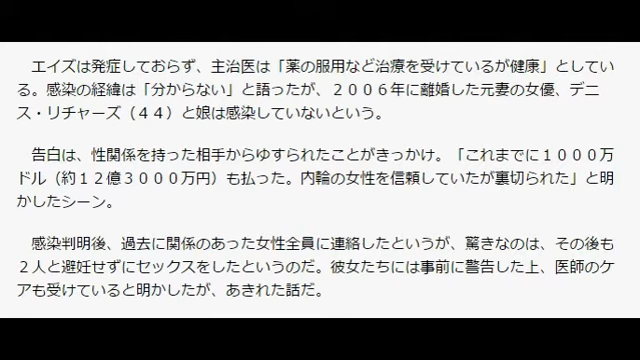 エイズは発症しておらず、主治医は「薬の服用など治療を受けているが健康」としてい
る。感染の経緯は「分からない」と語ったが、２００６年に離婚した元妻の女優、デニ
ス・リチャーズ（４４）と娘は感染していないという。
告白は、性関係を持った相手からゆすられたことがきっかけ。「これまでに１０００万
ドル（約１２億３０００万円）も払った。内輪の女性を信頼していたが裏切られた」と明
かしたシーン。
感染判明後、過去に関係のあった女性全員に連絡したというが、驚きなのは、その後も
２人と避妊せずにセックスをしたというのだ。彼女たちには事前に警告した上、医師のケ
アも受けていると明かしたが、あきれた話だ。